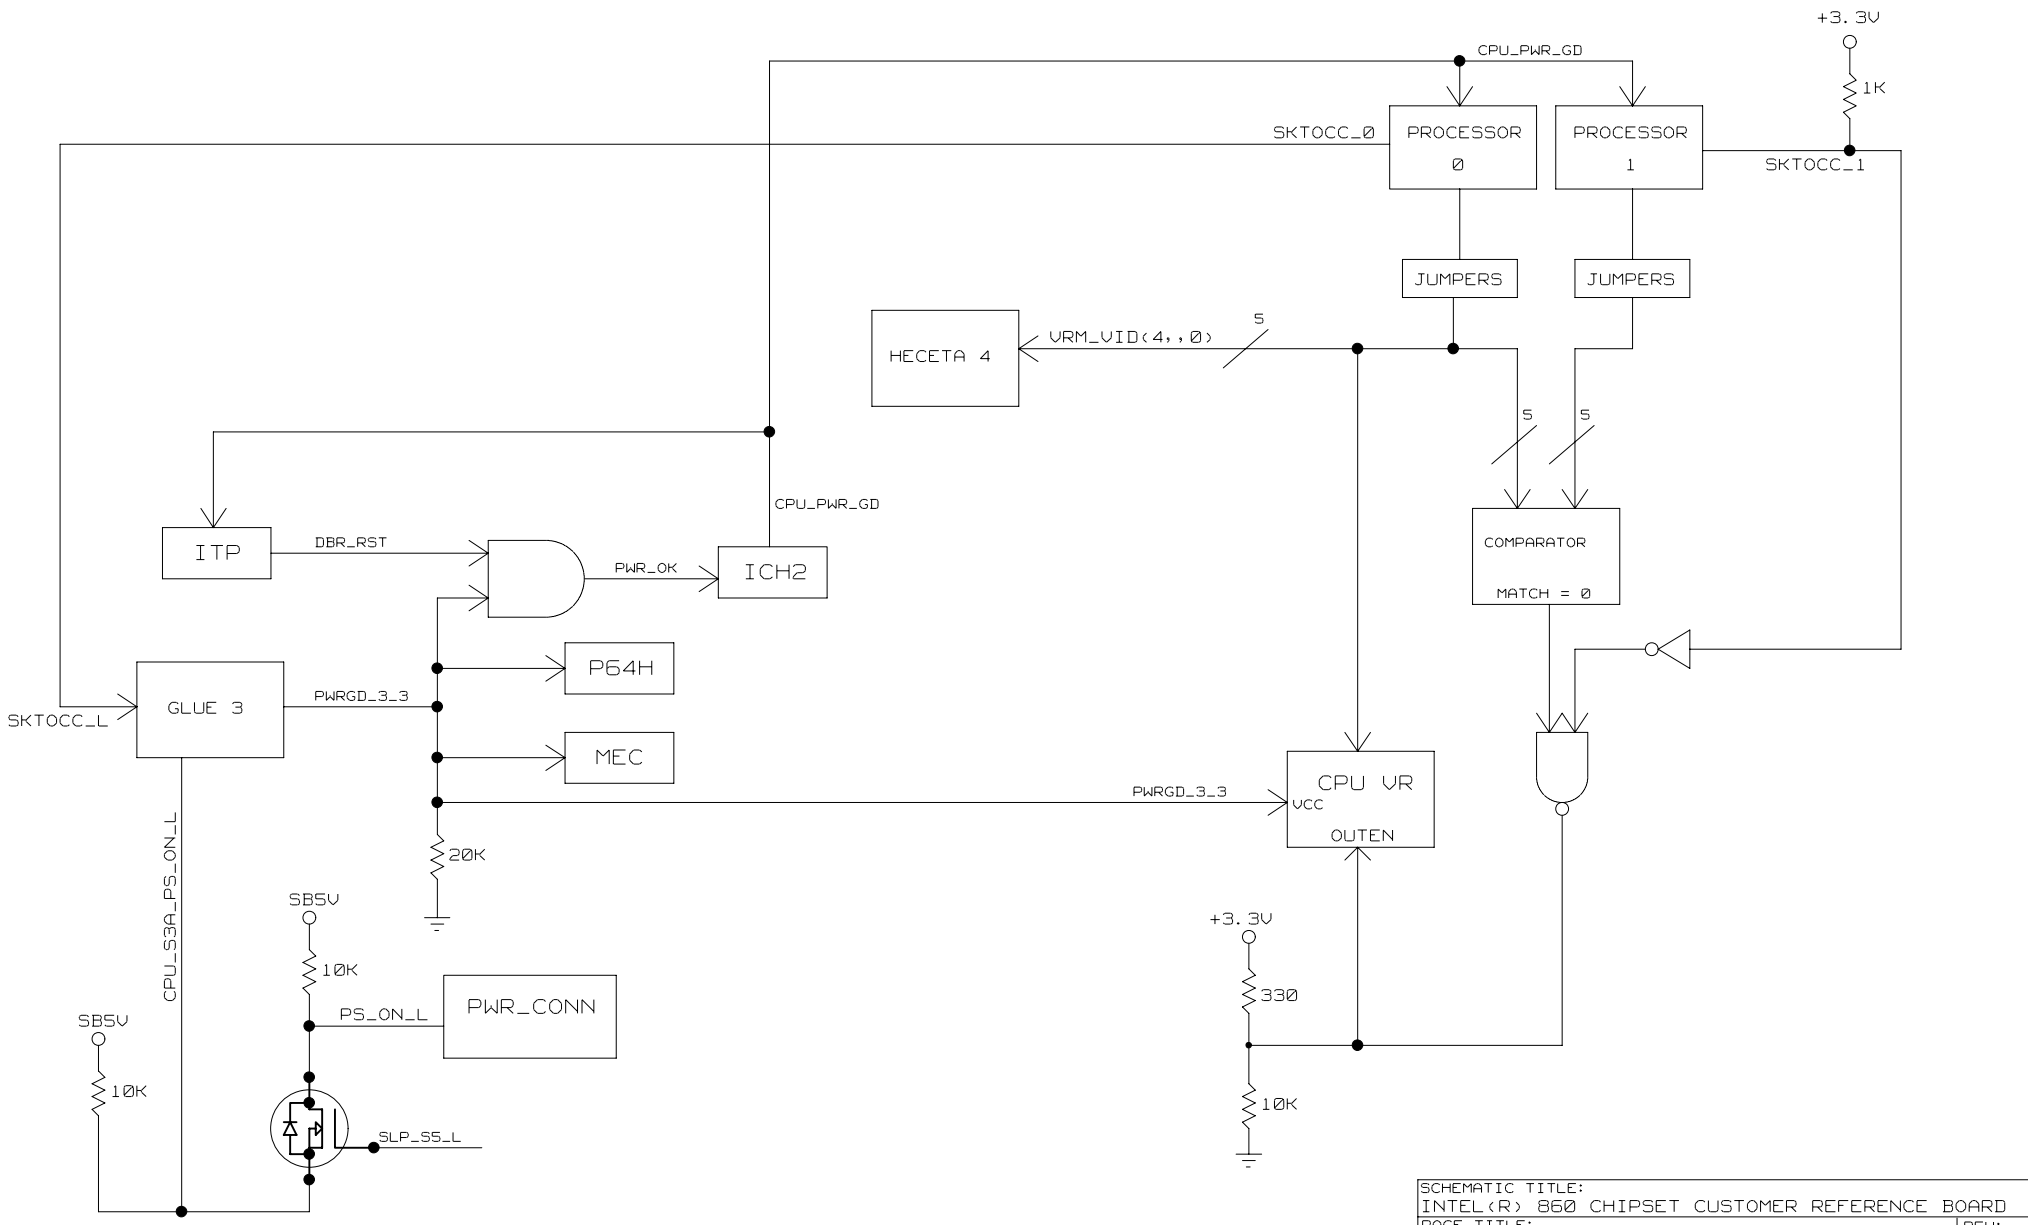 +3.3V
CPU_PWR_GD
1K
SKTOCC_0
PROCESSOR
0
PROCESSOR
1
SKTOCC_1
JUMPERS
JUMPERS
HECETA 4
VRM_VID(4,,0)
5
5
5
CPU_PWR_GD
COMPARATOR
MATCH = 0
ITP
DBR_RST
PWR_OK
ICH2
P64H
GLUE 3
PWRGD_3_3
SKTOCC_L
MEC
PWRGD_3_3
CPU VR
VCC
OUTEN
20K
CPU_S3A_PS_ON_L
SB5V
10K
PS_ON_L
PWR_CONN
+3.3V
330
SB5V
10K
10K
SLP_S5_L
SCHEMATIC TITLE:
INTEL(R) 860 CHIPSET CUSTOMER REFERENCE BOARD
PAGE TITLE:
REV: